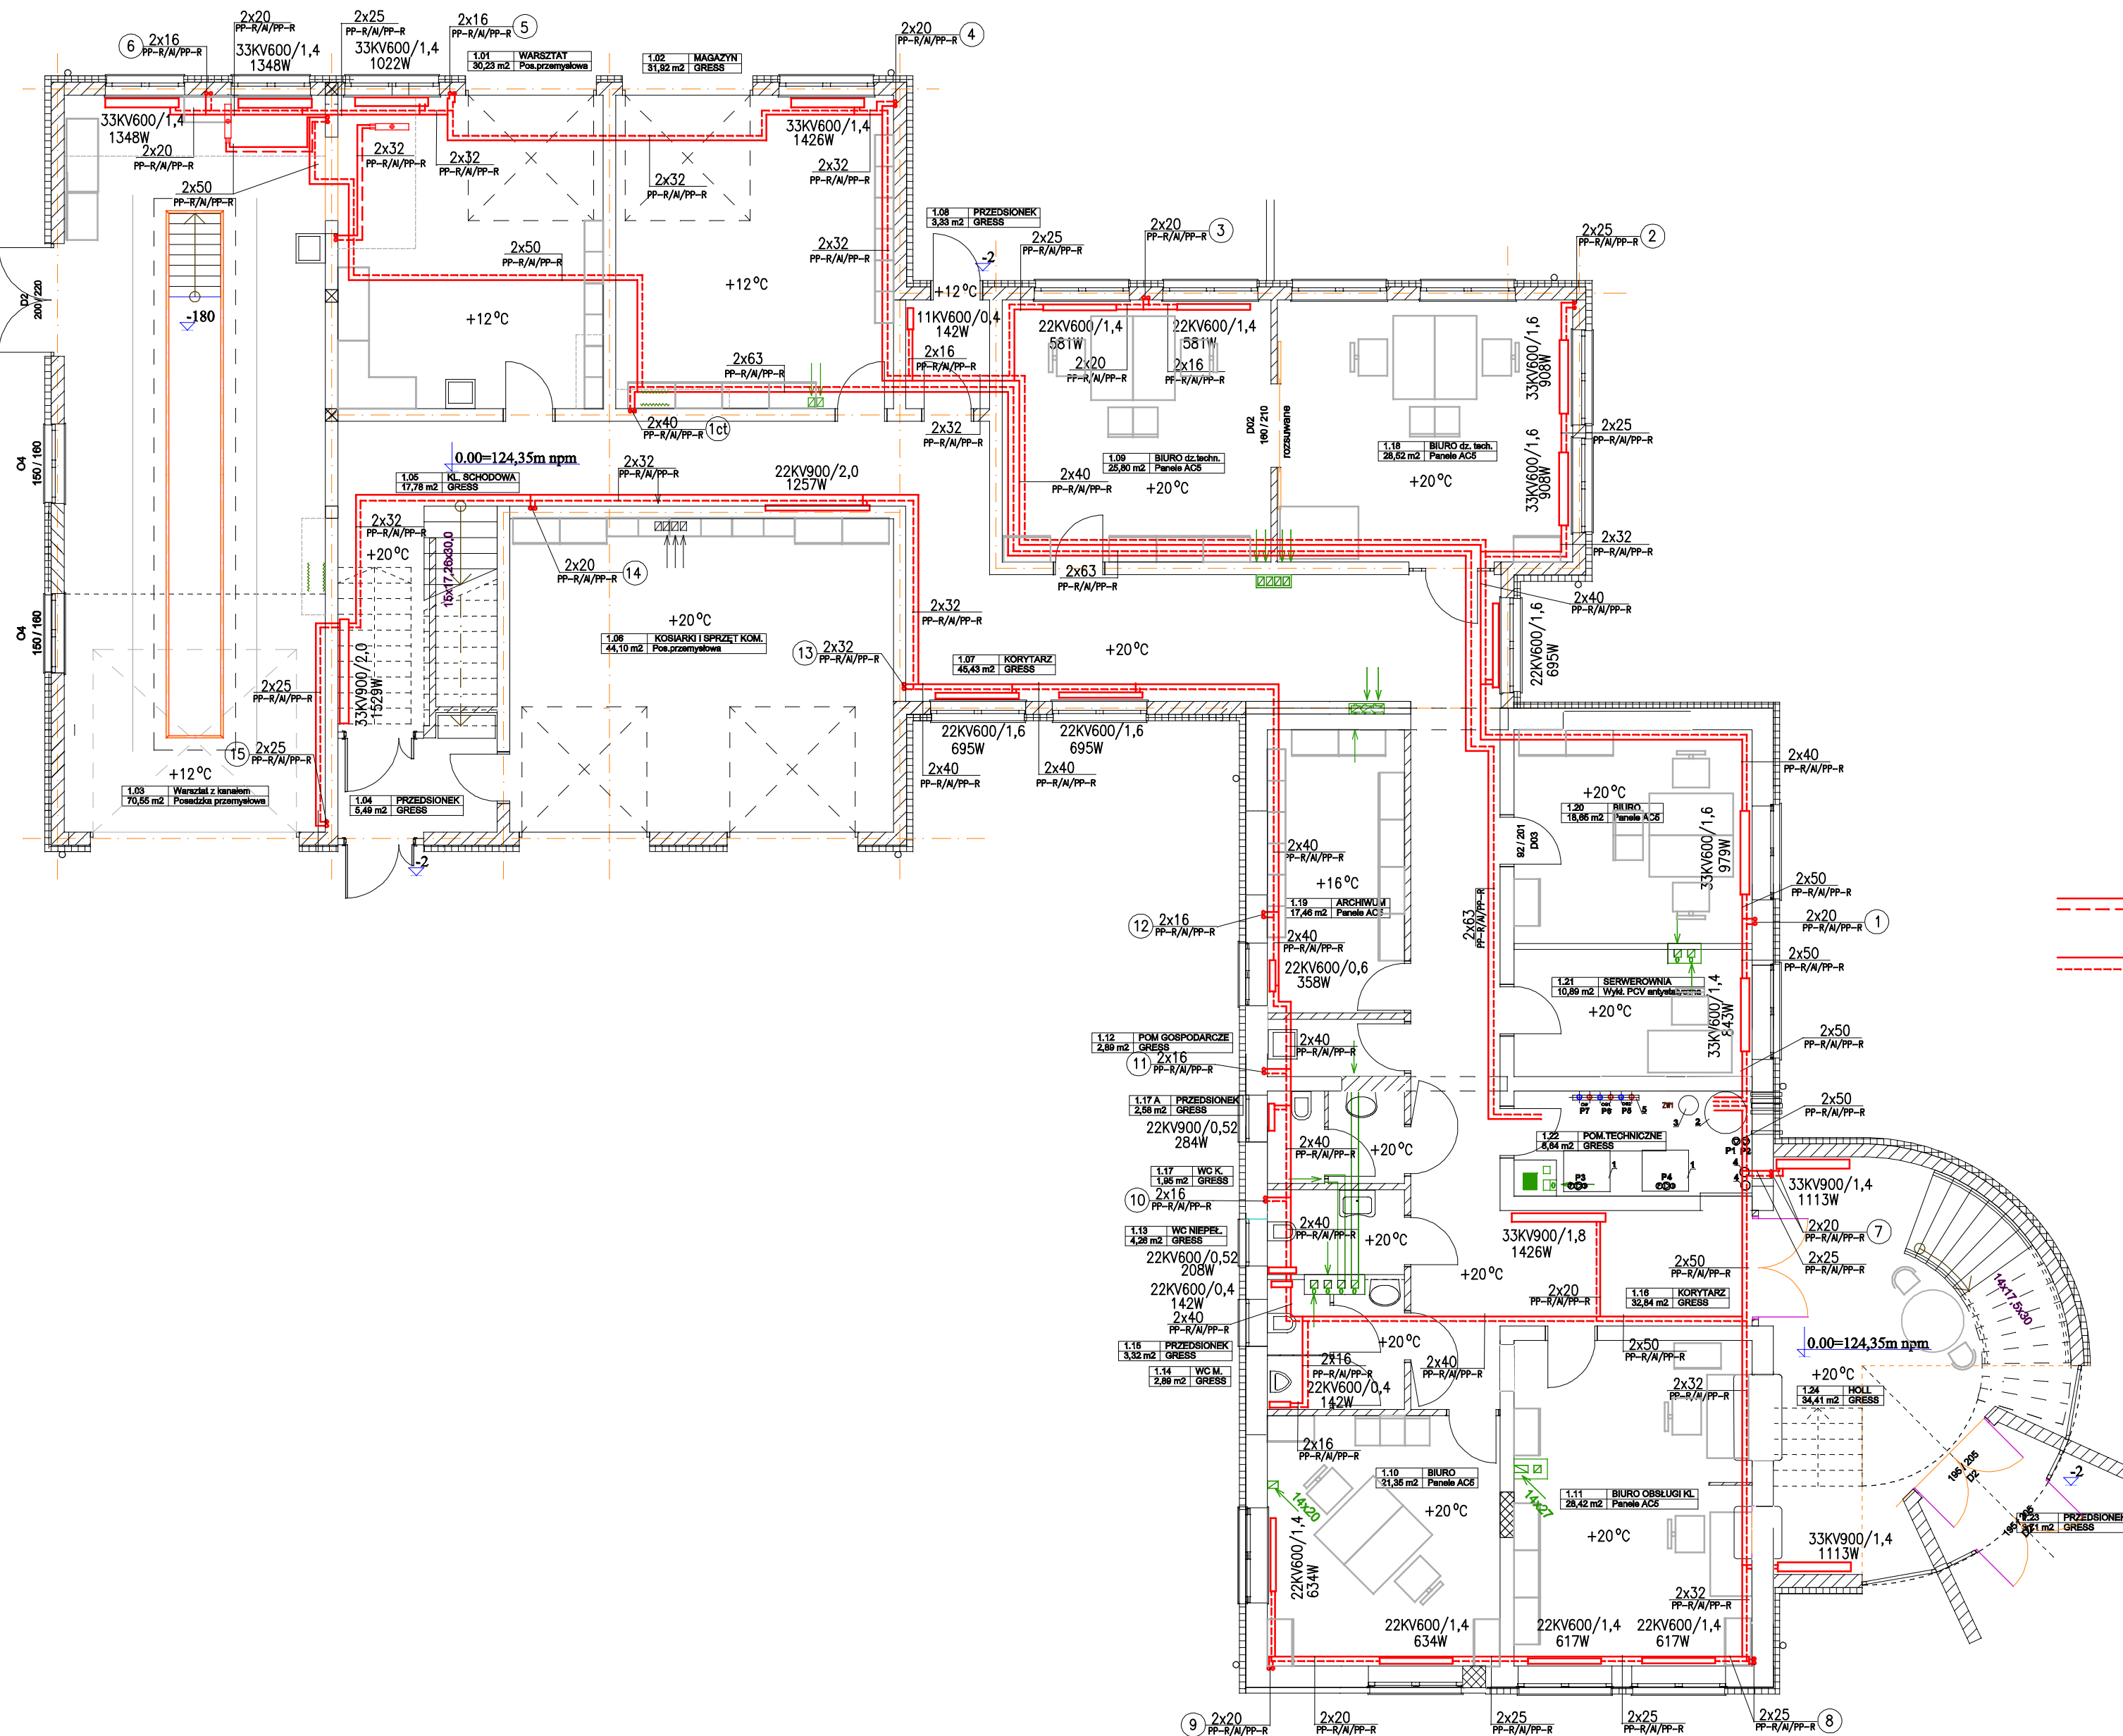 2x20
PP-R/Al/PP-R
2x25
PP-R/Al/PP-R
2x16
PP-R/Al/PP-R
5
6
2x16
PP-R/Al/PP-R
33KV600/1,4
1348W
33KV600/1,4
1022W
1.01 WARSZTAT
30,23 m2 Pos.przemysłowa
1.02 MAGAZYN
31,92 m2 GRESS
2x20
PP-R/Al/PP-R
4
33KV600/1,4
1348W
2x20
PP-R/Al/PP-R
2x32
PP-R/Al/PP-R
2x32
PP-R/Al/PP-R
2x32
PP-R/Al/PP-R
33KV600/1,4
1426W
2x32
PP-R/Al/PP-R
2x50
PP-R/Al/PP-R
D2
200/220
-180
2x50
PP-R/Al/PP-R
2x32
PP-R/Al/PP-R
+12°C
+12°C
1.08 PRZEDSIONEK
3,33 m2 GRESS
-2
+12°C
2x25
PP-R/Al/PP-R
2x20
PP-R/Al/PP-R
3
2x25
PP-R/Al/PP-R
2
11KV600/0,4
142W
2x16
PP-R/Al/PP-R
22KV600/1,4
581W
22KV600/1,4
581W
2x20
PP-R/Al/PP-R
2x16
PP-R/Al/PP-R
33KV600/1,6
908W
2x63
PP-R/Al/PP-R
2x40
PP-R/Al/PP-R
1ct
2x32
PP-R/Al/PP-R
D02
160/210
rozsuwane
2x25
PP-R/Al/PP-R
33KV600/1,6
908W
O4
150/160
0.00=124,35m npm
1.05 KL. SCHODOWA
17,78 m2 GRESS
2x32
PP-R/Al/PP-R
22KV900/2,0
1257W
1.09 BIURO dz.techn.
25,80 m2 Panele AC5
+20°C
2x40
PP-R/Al/PP-R
1.18 BIURO dz. tech.
28,52 m2 Panele AC5
+20°C
2x32
PP-R/Al/PP-R
+20°C
15x17,26x30,0
2x20
PP-R/Al/PP-R
14
2x63
PP-R/Al/PP-R
2x32
PP-R/Al/PP-R
2x40
PP-R/Al/PP-R
O4
150/160
2x32
PP-R/Al/PP-R
+20°C
1.06 KOSIARKI I SPRZĘT KOM.
44,10 m2 Pos.przemysłowa
13
2x32
PP-R/Al/PP-R
1.07 KORYTARZ
45,43 m2 GRESS
+20°C
22KV600/1,6
695W
33KV900/2,0
1529W
2x25
PP-R/Al/PP-R
15
2x25
PP-R/Al/PP-R
+12°C
1.03 Warsztat z kanałem
70,55 m2 Posadzka przemysłowa
1.04 PRZEDSIONEK
5,49 m2 GRESS
-2
22KV600/1,6
695W
22KV600/1,6
695W
2x40
PP-R/Al/PP-R
2x40
PP-R/Al/PP-R
2x40
PP-R/Al/PP-R
+20°C
1.20 BIURO
18,65 m2 Panele AC5
92/201
D03
33KV600/1,6
979W
2x40
PP-R/Al/PP-R
+16°C
1.19 ARCHIWUM
17,46 m2 Panele AC5
2x50
PP-R/Al/PP-R
12
2x16
PP-R/Al/PP-R
2x40
PP-R/Al/PP-R
2x63
PP-R/Al/PP-R
2x20
PP-R/Al/PP-R
1
2x50
PP-R/Al/PP-R
22KV600/0,6
358W
1.21 SERWEROWNIA
10,89 m2 Wykł. PCV antystatyczna
+20°C
33KV600/1,4
843W
1.12 POM GOSPODARCZE
2,89 m2 GRESS
2x40
PP-R/Al/PP-R
2x50
PP-R/Al/PP-R
11
2x16
PP-R/Al/PP-R
1.17 A PRZEDSIONEK
2,58 m2 GRESS
22KV900/0,52
284W
2x40
PP-R/Al/PP-R
+20°C
P7 P6 P5 5
ZW1
3
2
2x50
PP-R/Al/PP-R
1.22 POM.TECHNICZNE
8,64 m2 GRESS
P1 P2
P3
1
P4
1
4
4
1.17 WC K.
1,95 m2 GRESS
10
2x16
PP-R/Al/PP-R
33KV900/1,4
1113W
1.13 WC NIEPEŁ.
4,26 m2 GRESS
2x40
PP-R/Al/PP-R
+20°C
33KV900/1,8
1426W
2x20
PP-R/Al/PP-R
7
2x25
PP-R/Al/PP-R
22KV600/0,52
208W
22KV600/0,4
142W
2x40
PP-R/Al/PP-R
+20°C
2x20
PP-R/Al/PP-R
2x50
PP-R/Al/PP-R
1.16 KORYTARZ
32,84 m2 GRESS
14x17,5x30
1.15 PRZEDSIONEK
3,32 m2 GRESS
1.14 WC M.
2,89 m2 GRESS
+20°C
2x16
PP-R/Al/PP-R
2x40
PP-R/Al/PP-R
2x50
PP-R/Al/PP-R
0.00=124,35m npm
+20°C
1.24 HOLL
34,41 m2 GRESS
22KV600/0,4
142W
2x32
PP-R/Al/PP-R
2x16
PP-R/Al/PP-R
1.10 BIURO
21,35 m2 Panele AC5
+20°C
14x20
14x27
1.11 BIURO OBSŁUGI KL
28,42 m2 Panele AC5
+20°C
195/205
D2
-2
PRZEDSIONEK
GRESS
22KV600/1,4
634W
33KV900/1,4
1113W
2x32
PP-R/Al/PP-R
22KV600/1,4
634W
22KV600/1,4
617W
22KV600/1,4
617W
9
2x20
PP-R/Al/PP-R
2x20
PP-R/Al/PP-R
2x25
PP-R/Al/PP-R
2x25
PP-R/Al/PP-R
2x25
PP-R/Al/PP-R
8